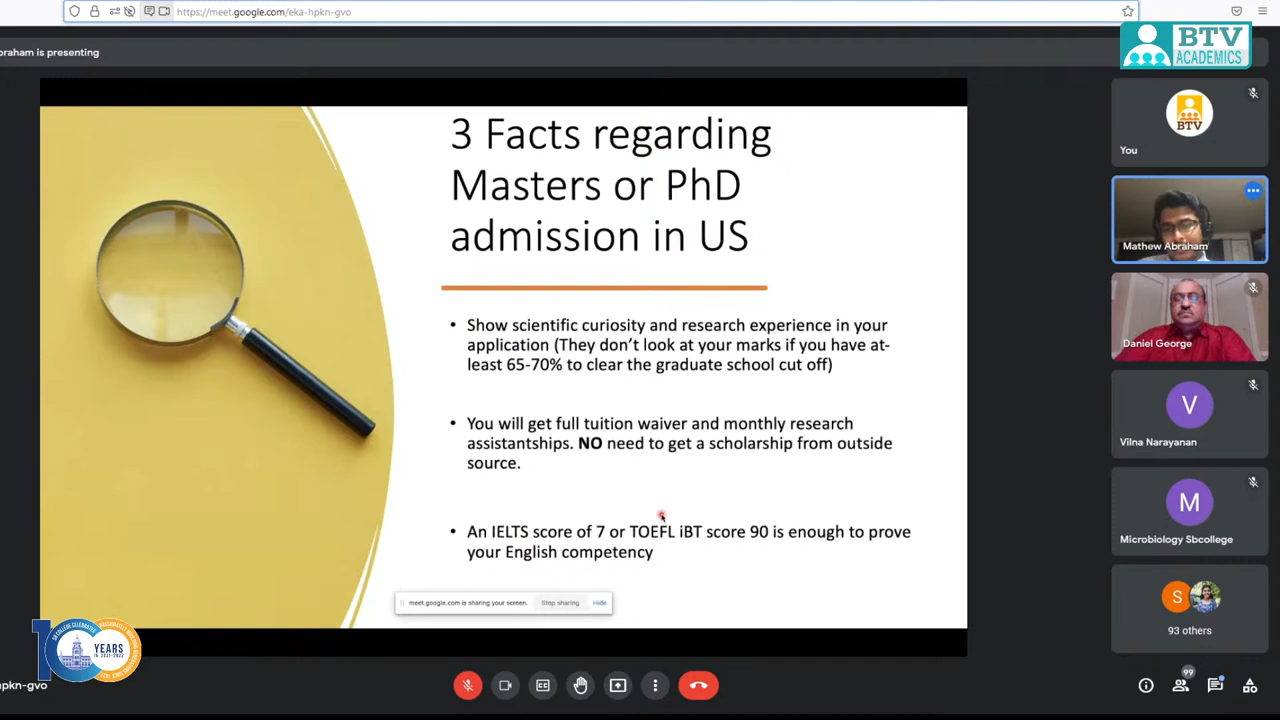 https://meet.google.com/eka-hpkn-gvo
braham is presenting
BTV
ACADEMICS
3 Facts regarding
Masters or PhD
admission in US
• Show scientific curiosity and research experience in your
application (They don't look at your marks if you have at-
least 65-70% to clear the graduate school cut off)
• You will get full tuition waiver and monthly research
assistantships. NO need to get a scholarship from outside
source.
• An IELTS score of 7 or TOEFL iBT score 90 is enough to prove
your English competency
meet.google.com is sharing your screen.
Stop sharing
Hide
BTV
You
Mathew Abraham
Daniel George
V
Vilna Narayanan
M
Microbiology Sbcollege
S
93 others
100 YEARS
IN 2021-2022
hpkn-gvo
99